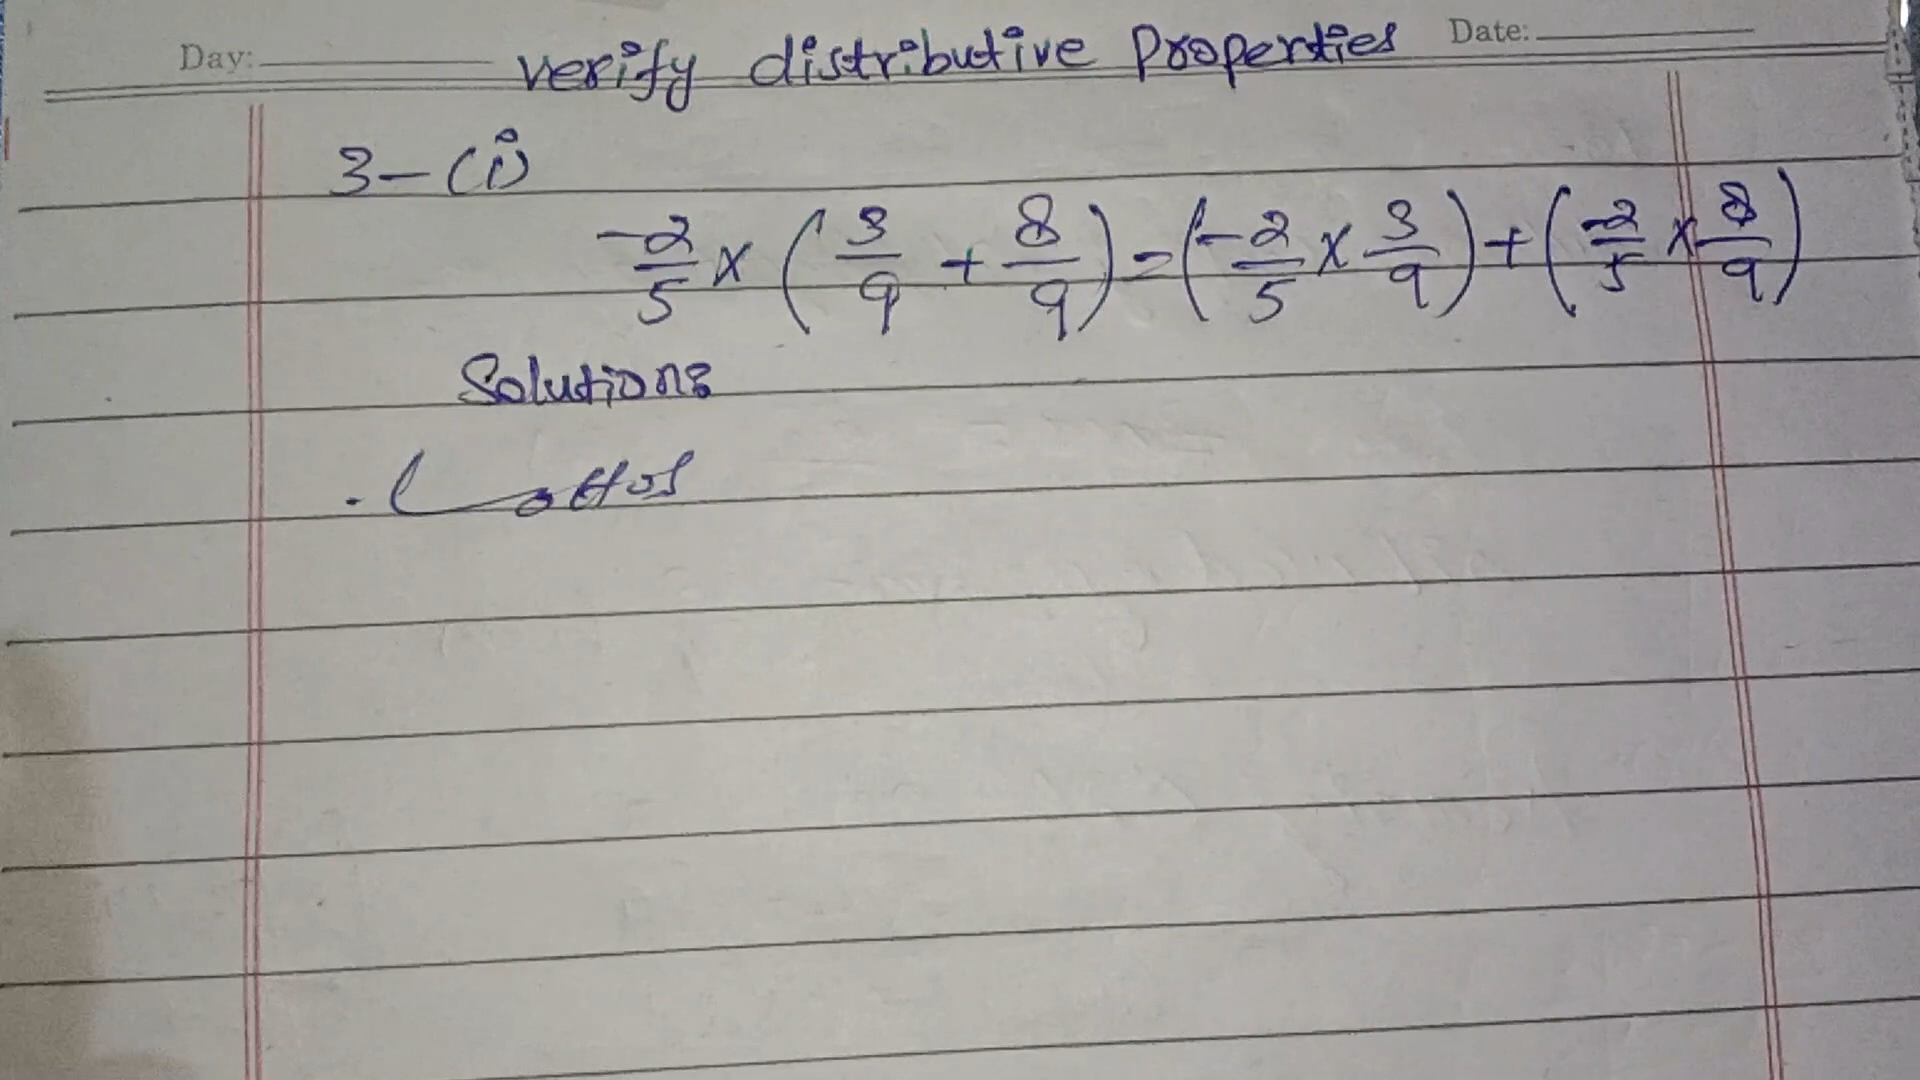 Day: Date:
verify distributive Properties
3-(i)
-2/5 × (3/9 + 8/9) = (-2/5 × 3/9) + (-2/5 × 8/9)
Solutions